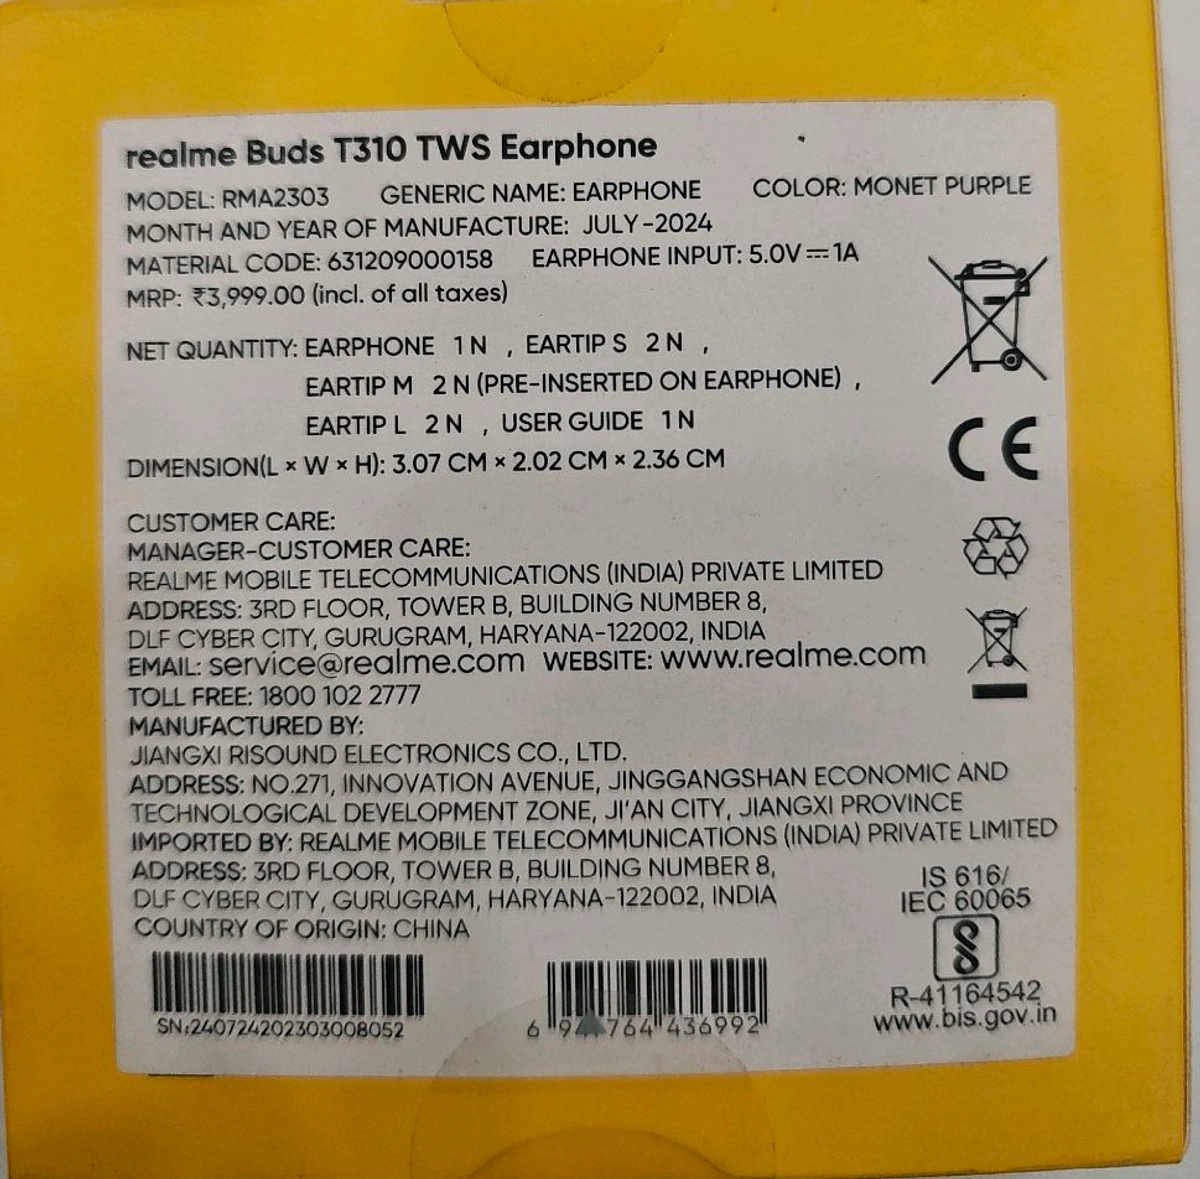 realme Buds T310 TWS Earphone
MODEL: RMA2303 GENERIC NAME: EARPHONE COLOR: MONET PURPLE
MONTH AND YEAR OF MANUFACTURE: JULY-2024
MATERIAL CODE: 631209000158 EARPHONE INPUT: 5.0V⎓1A
MRP: ₹3,999.00 (incl. of all taxes)
NET QUANTITY: EARPHONE 1 N , EARTIP S 2 N ,
EARTIP M 2 N (PRE-INSERTED ON EARPHONE) ,
EARTIP L 2 N , USER GUIDE 1 N
DIMENSION(L × W × H): 3.07 CM × 2.02 CM × 2.36 CM
CE
CUSTOMER CARE:
MANAGER-CUSTOMER CARE:
REALME MOBILE TELECOMMUNICATIONS (INDIA) PRIVATE LIMITED
ADDRESS: 3RD FLOOR, TOWER B, BUILDING NUMBER 8,
DLF CYBER CITY, GURUGRAM, HARYANA-122002, INDIA
EMAIL: service@realme.com WEBSITE: www.realme.com
TOLL FREE: 1800 102 2777
MANUFACTURED BY:
JIANGXI RISOUND ELECTRONICS CO., LTD.
ADDRESS: NO.271, INNOVATION AVENUE, JINGGANGSHAN ECONOMIC AND
TECHNOLOGICAL DEVELOPMENT ZONE, JI'AN CITY, JIANGXI PROVINCE
IMPORTED BY: REALME MOBILE TELECOMMUNICATIONS (INDIA) PRIVATE LIMITED
ADDRESS: 3RD FLOOR, TOWER B, BUILDING NUMBER 8,
DLF CYBER CITY, GURUGRAM, HARYANA-122002, INDIA
COUNTRY OF ORIGIN: CHINA
IS 616/
IEC 60065
R-41164542
www.bis.gov.in
SN:240724202303008052
6 764 436992